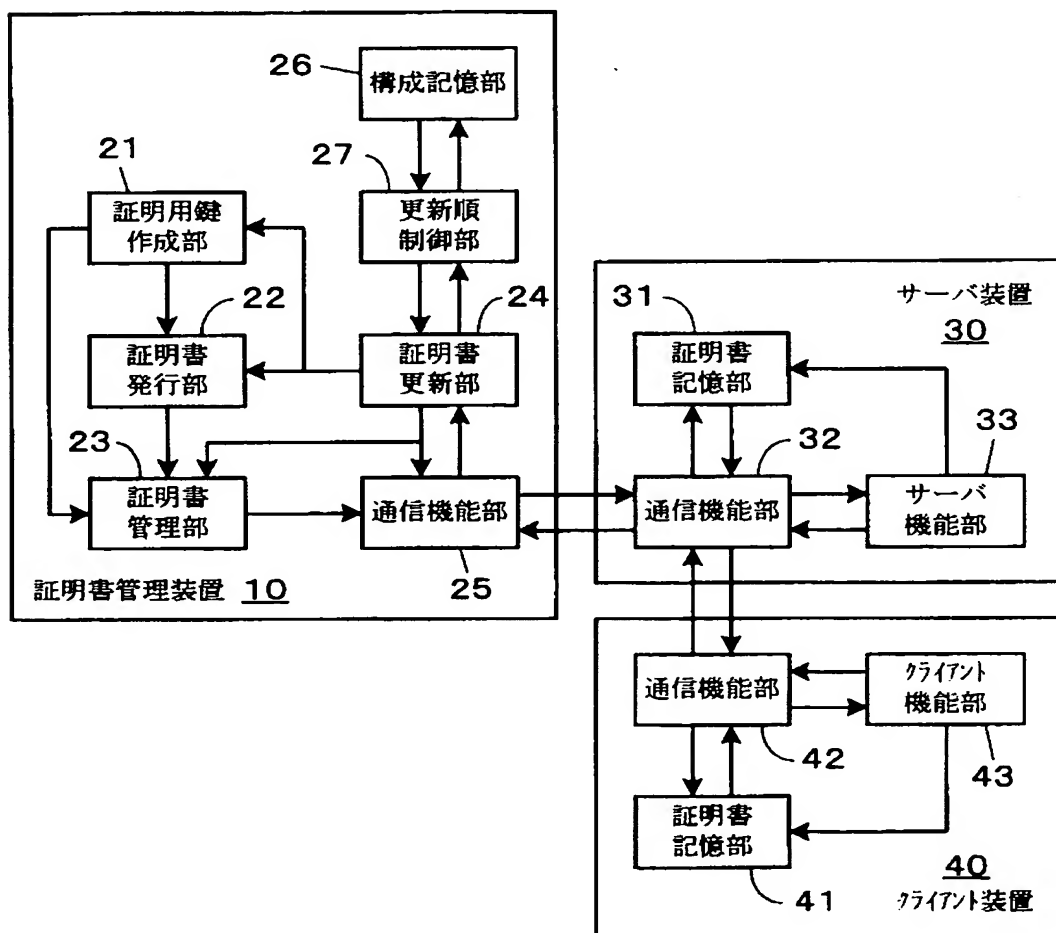 26
構成記憶部
21
27
証明用鍵
作成部
更新順
制御部
22
24
証明書
発行部
証明書
更新部
23
証明書
管理部
通信機能部
25
証明書管理装置 10
サーバ装置
30
31
証明書
記憶部
32
33
通信機能部
サーバ
機能部
通信機能部
クライアント
機能部
42
43
証明書
記憶部
41
40
クライアント装置